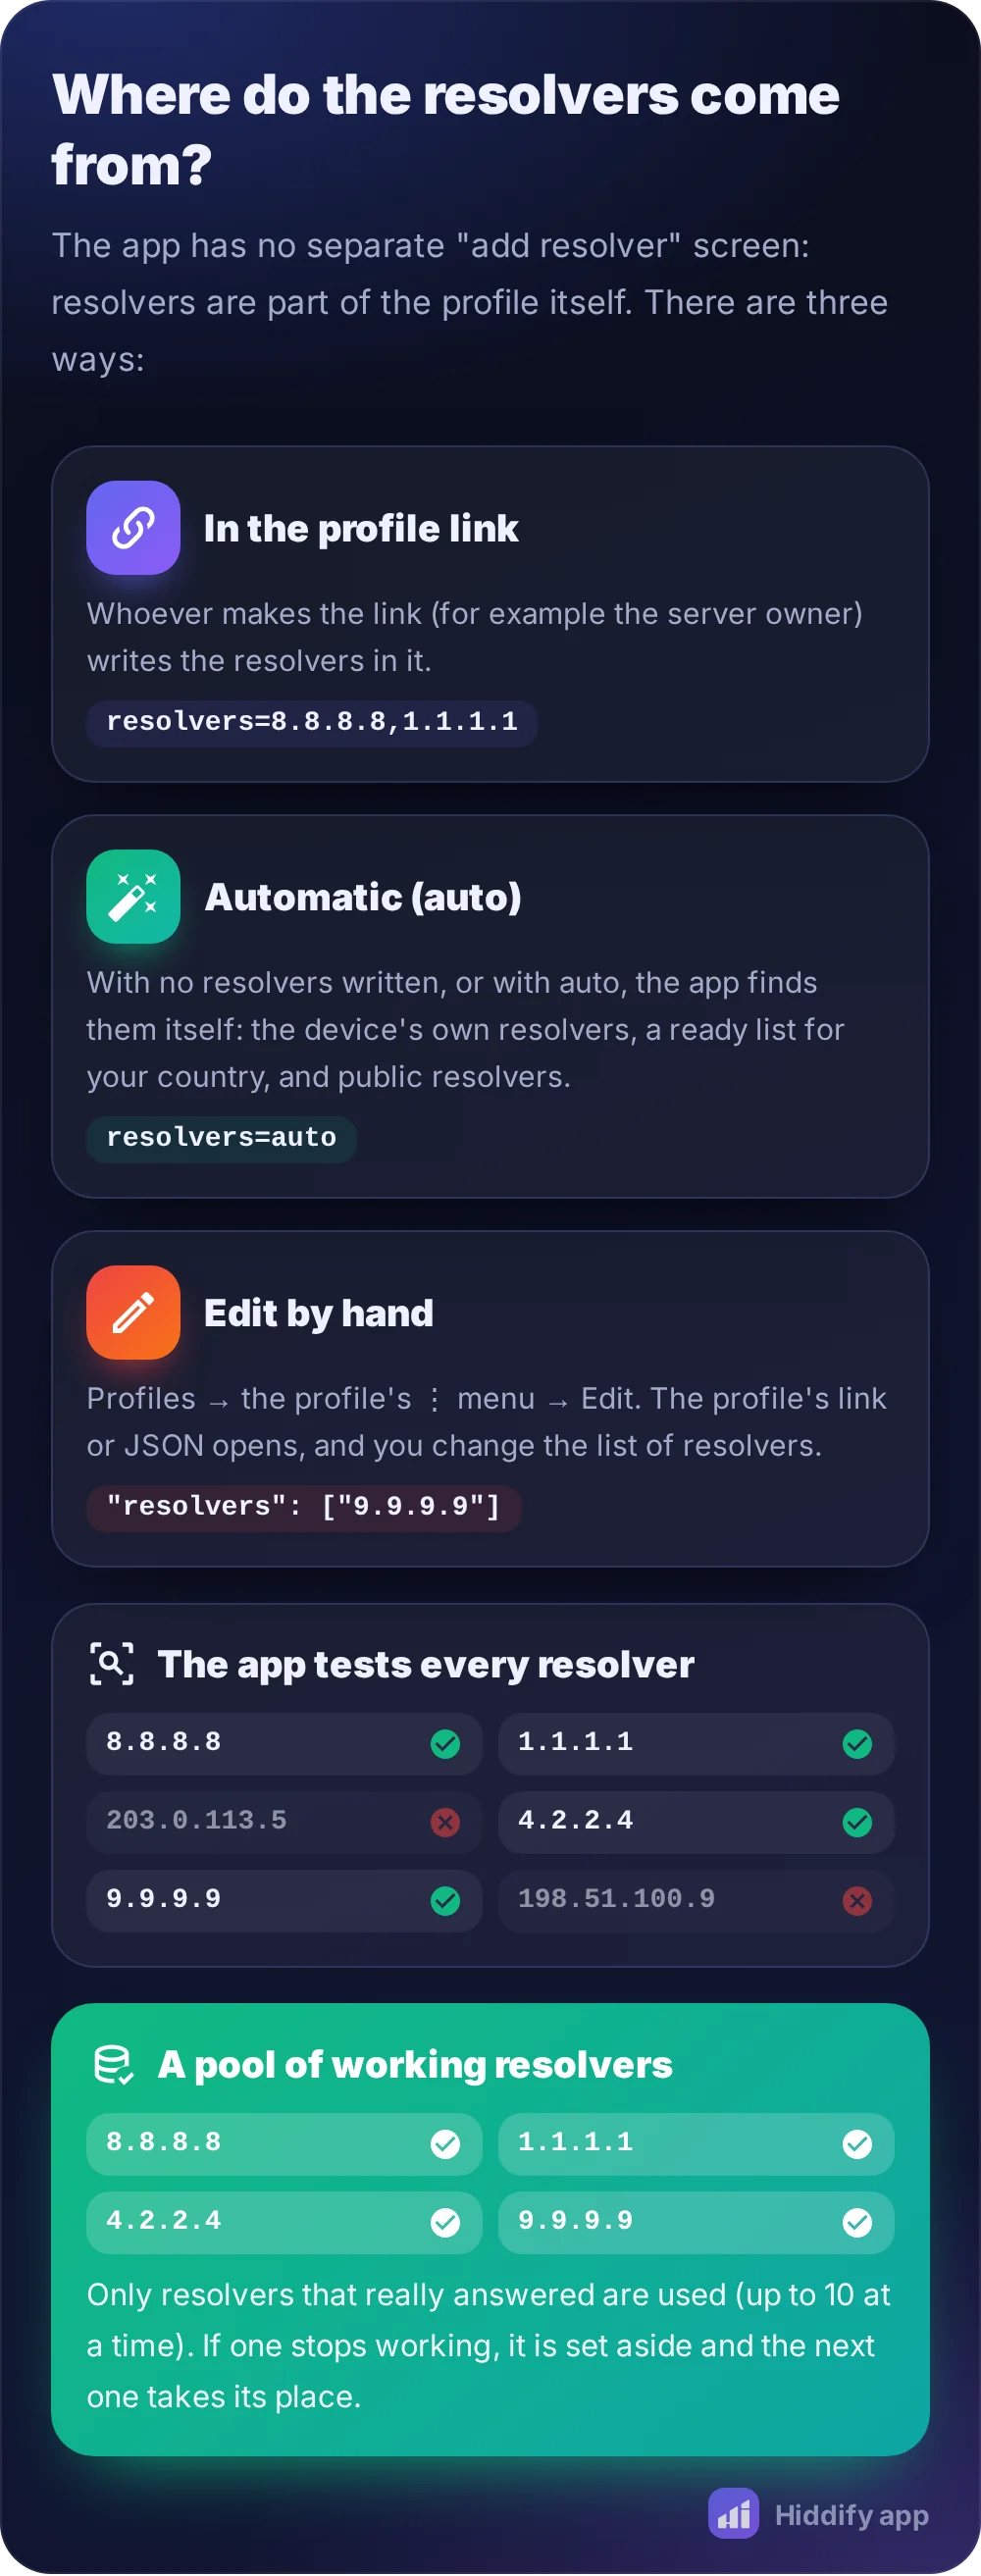 Where do the resolvers come
from?
The app has no separate "add resolver" screen:
resolvers are part of the profile itself. There are three
ways:
In the profile link
Whoever makes the link (for example the server owner)
writes the resolvers in it.
resolvers=8.8.8.8,1.1.1.1
Automatic (auto)
With no resolvers written, or with auto, the app finds
them itself: the device's own resolvers, a ready list for
your country, and public resolvers.
resolvers=auto
Edit by hand
Profiles → the profile's ⋮ menu → Edit. The profile's link
or JSON opens, and you change the list of resolvers.
"resolvers": ["9.9.9.9"]
The app tests every resolver
8.8.8.8
1.1.1.1
203.0.113.5
4.2.2.4
9.9.9.9
198.51.100.9
A pool of working resolvers
8.8.8.8
1.1.1.1
4.2.2.4
9.9.9.9
Only resolvers that really answered are used (up to 10 at
a time). If one stops working, it is set aside and the next
one takes its place.
Hiddify app